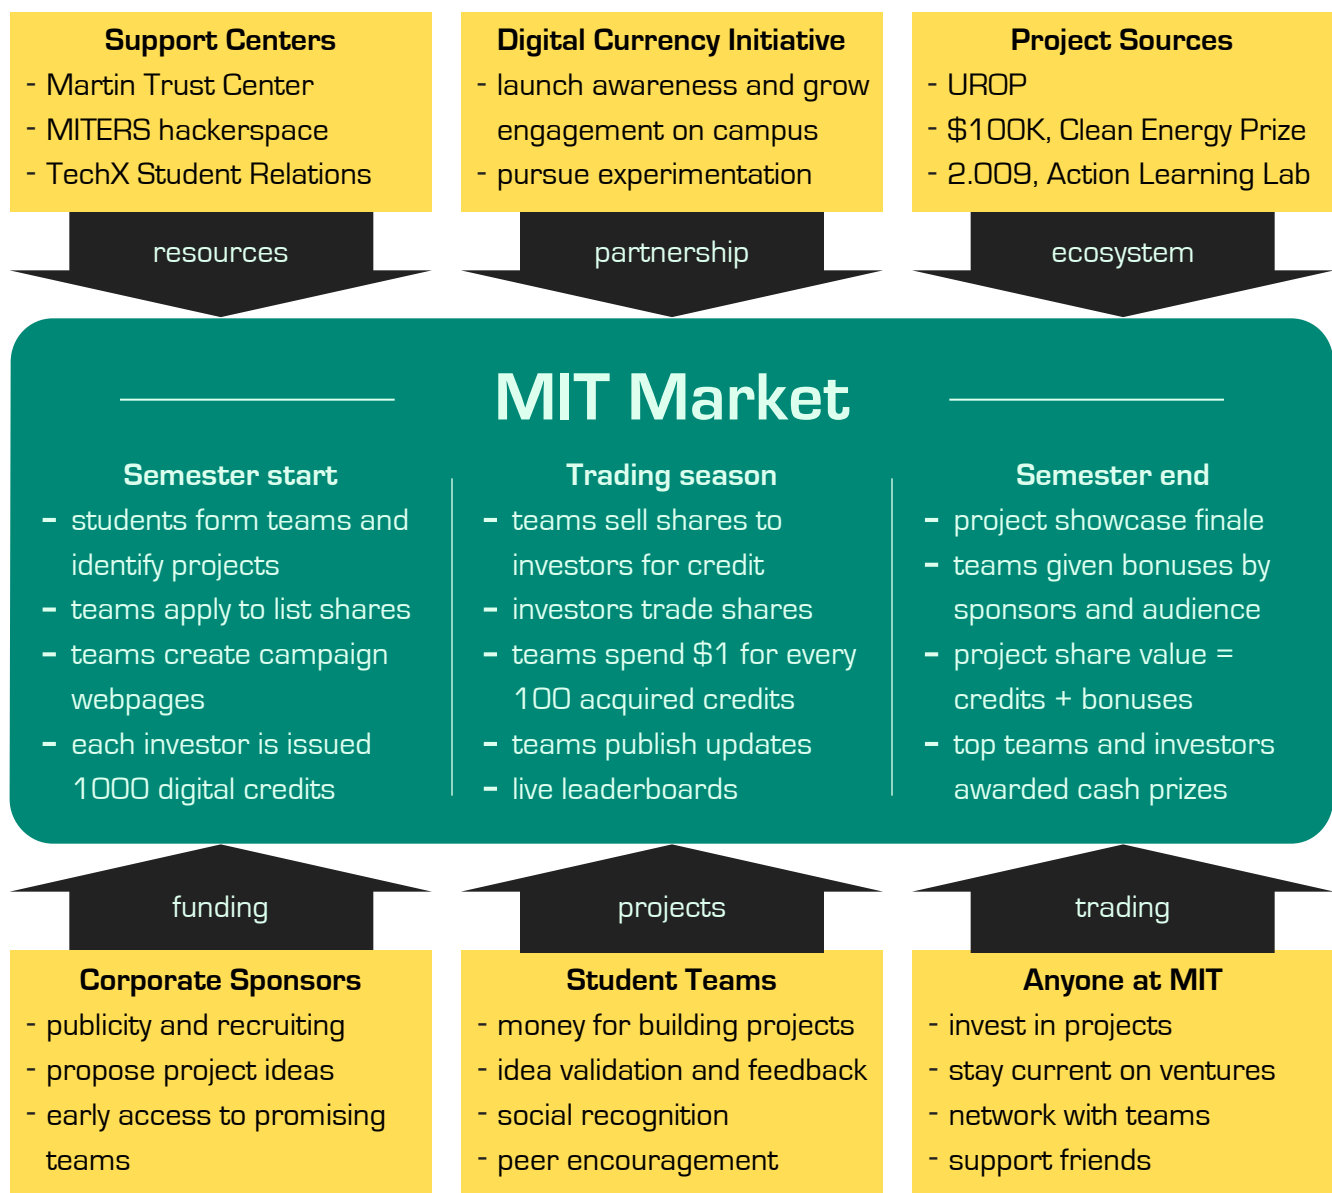 Support Centers
- Martin Trust Center
- MITERS hackerspace
- TechX Student Relations
resources
Digital Currency Initiative
- launch awareness and grow
engagement on campus
- pursue experimentation
partnership
Project Sources
- UROP
- $100K, Clean Energy Prize
- 2.009, Action Learning Lab
ecosystem
MIT Market
Semester start
- students form teams and
identify projects
- teams apply to list shares
- teams create campaign
webpages
- each investor is issued
1000 digital credits
Trading season
- teams sell shares to
investors for credit
- investors trade shares
- teams spend $1 for every
100 acquired credits
- teams publish updates
- live leaderboards
Semester end
- project showcase finale
- teams given bonuses by
sponsors and audience
- project share value =
credits + bonuses
- top teams and investors
awarded cash prizes
funding
Corporate Sponsors
- publicity and recruiting
- propose project ideas
- early access to promising
teams
projects
Student Teams
- money for building projects
- idea validation and feedback
- social recognition
- peer encouragement
trading
Anyone at MIT
- invest in projects
- stay current on ventures
- network with teams
- support friends